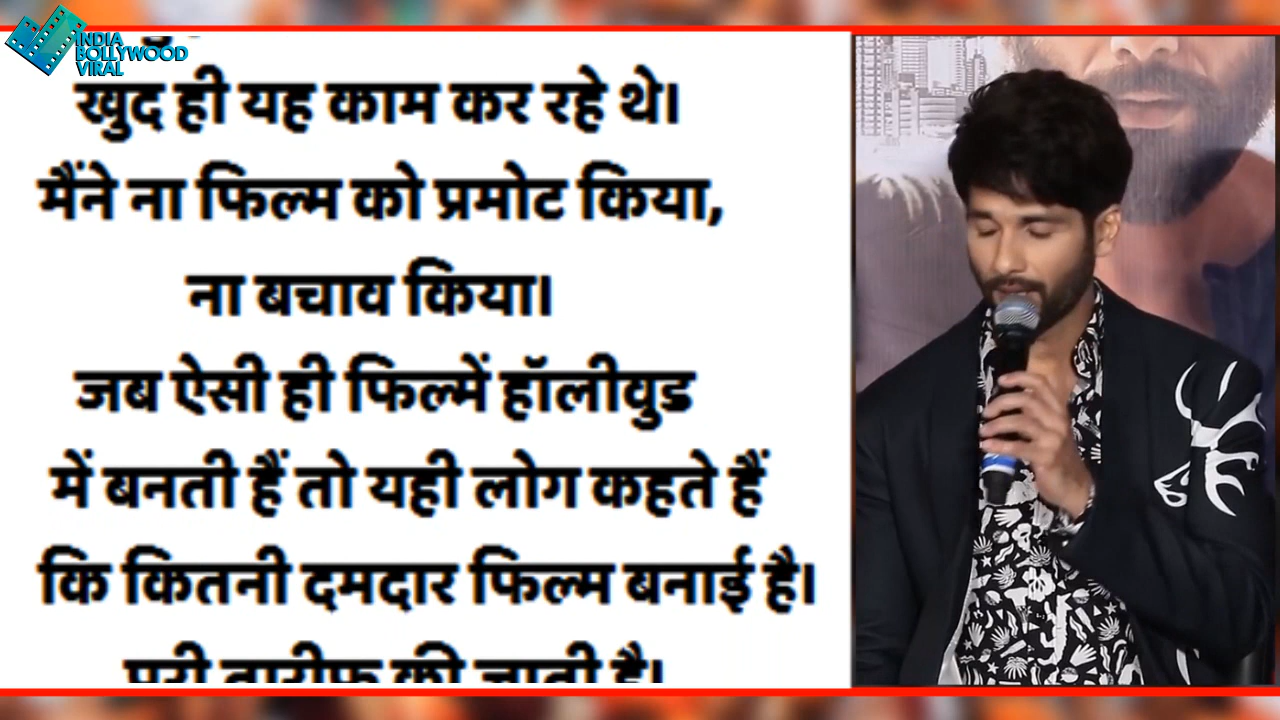 INDIA
BOLLYWOOD
VIRAL
खुद ही यह काम कर रहे थे।
मैंने ना फिल्म को प्रमोट किया,
ना बचाव किया।
जब ऐसी ही फिल्में हॉलीवुड
में बनती हैं तो यही लोग कहते हैं
कि कितनी दमदार फिल्म बनाई है।
पूरी तारीफ की जाती है।